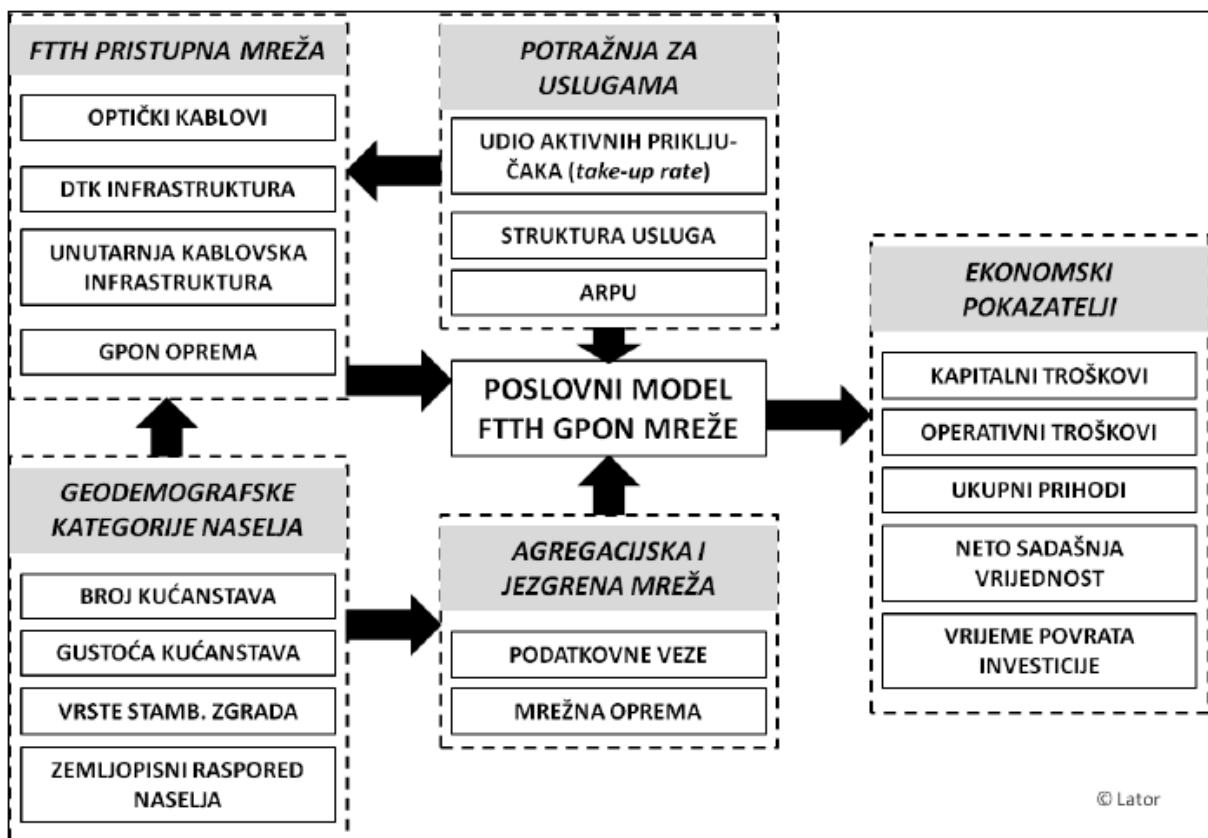 FTTH PRISTUPNA MREŽA
OPTIČKI KABLOVI
DTK INFRASTRUKTURA
UNUTARNJA KABLOVSKA
INFRASTRUKTURA
GPON OPREMA
POTRAŽNJA ZA
USLUGAMA
UDIO AKTIVNIH PRIKLJU-
ČAKA (take-up rate)
STRUKTURA USLUGA
ARPU
POSLOVNI MODEL
FTTH GPON MREŽE
GEODEMOGRAFSKE
KATEGORIJE NASELJA
BROJ KUĆANSTAVA
GUSTOĆA KUĆANSTAVA
VRSTE STAMB. ZGRADA
ZEMLJOPISNI RASPORED
NASELJA
AGREGACIJSKA I
JEZGRENA MREŽA
PODATKOVNE VEZE
MREŽNA OPREMA
EKONOMSKI
POKAZATELJI
KAPITALNI TROŠKOVI
OPERATIVNI TROŠKOVI
UKUPNI PRIHODI
NETO SADAŠNJA
VRIJEDNOST
VRIJEME POVRATA
INVESTICIJE
© Lator